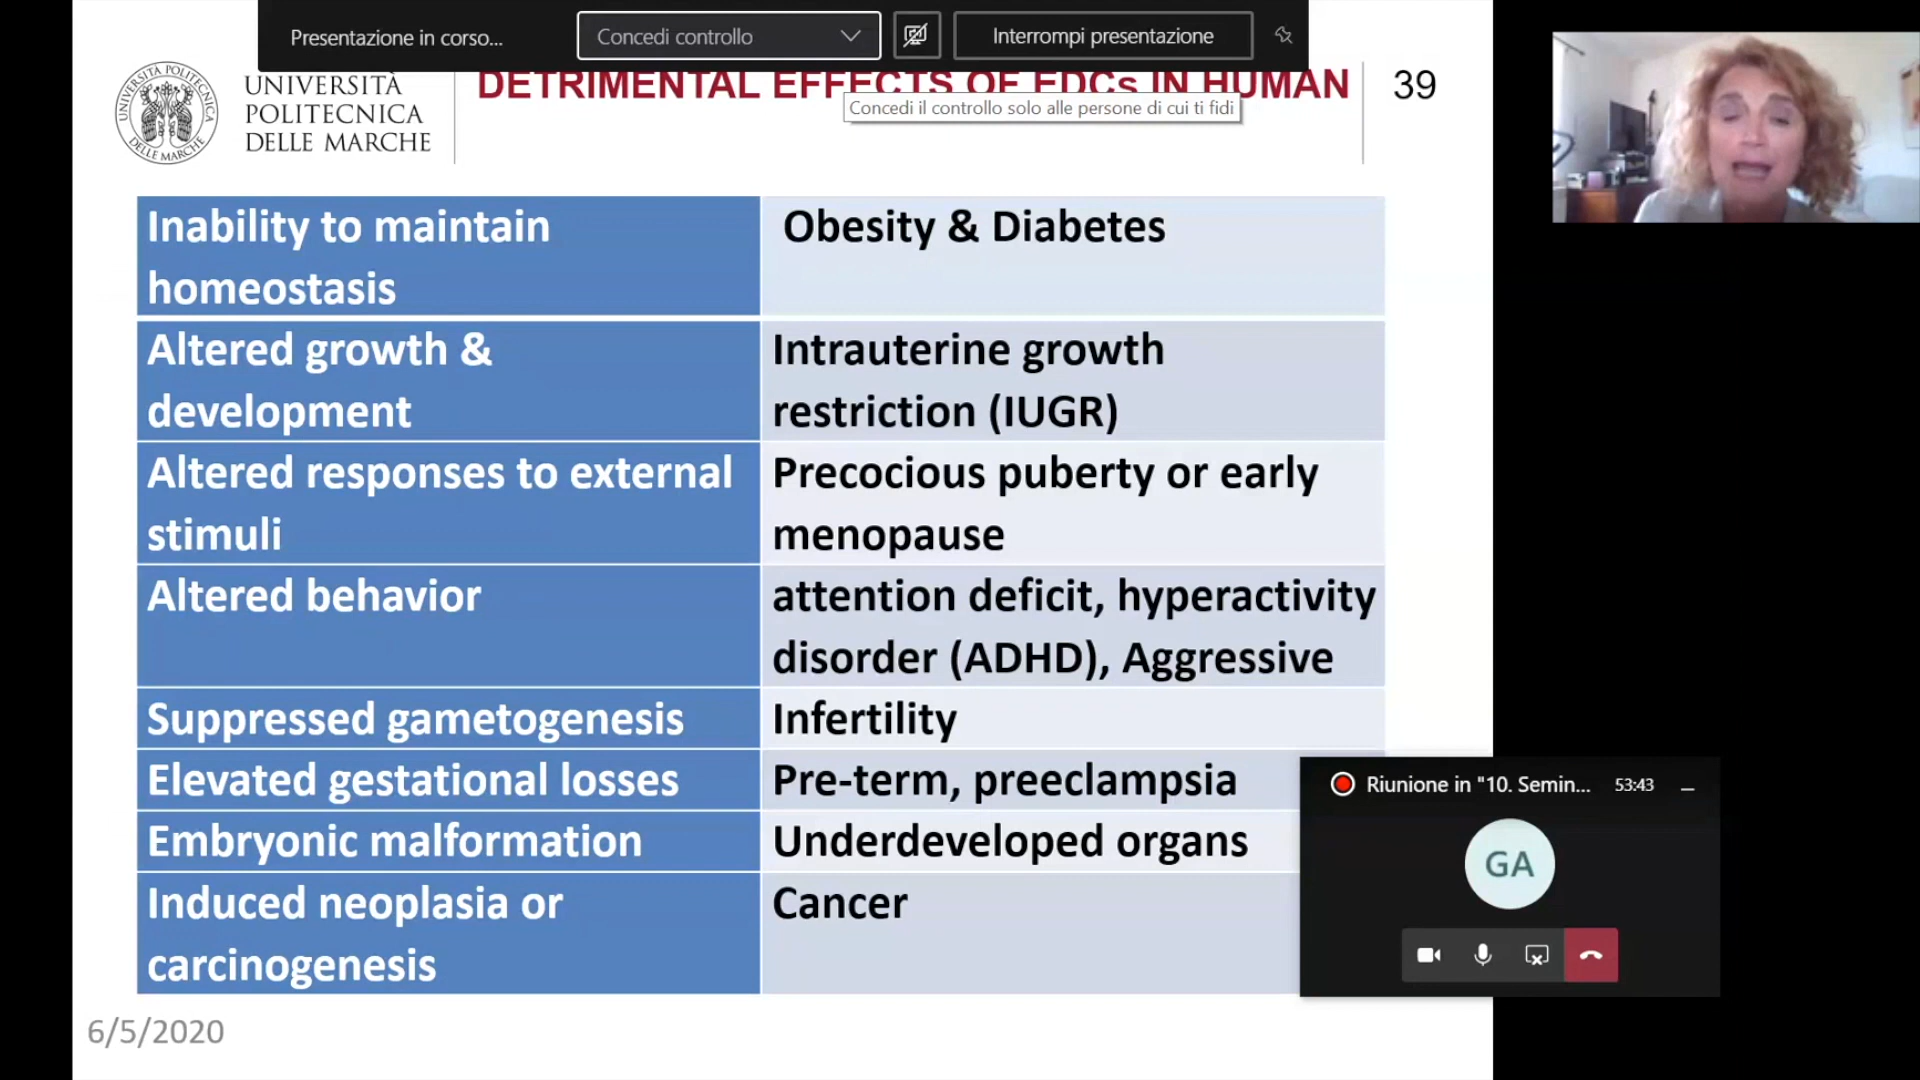 Presentazione in corso...
Concedi controllo
Interrompi presentazione
UNIVERSITÀ POLITECNICA
DELLE MARCHE
UNIVERSITÀ
POLITECNICA
DELLE MARCHE
DETRIMENTAL EFFECTS OF EDCs IN HUMAN
39
Concedi il controllo solo alle persone di cui ti fidi
Inability to maintain
homeostasis
Obesity & Diabetes
Altered growth &
development
Intrauterine growth
restriction (IUGR)
Altered responses to external
stimuli
Precocious puberty or early
menopause
Altered behavior
attention deficit, hyperactivity
disorder (ADHD), Aggressive
Suppressed gametogenesis
Infertility
Elevated gestational losses
Pre-term, preeclampsia
Embryonic malformation
Underdeveloped organs
Induced neoplasia or
carcinogenesis
Cancer
Riunione in "10. Semin...
53:43
GA
6/5/2020